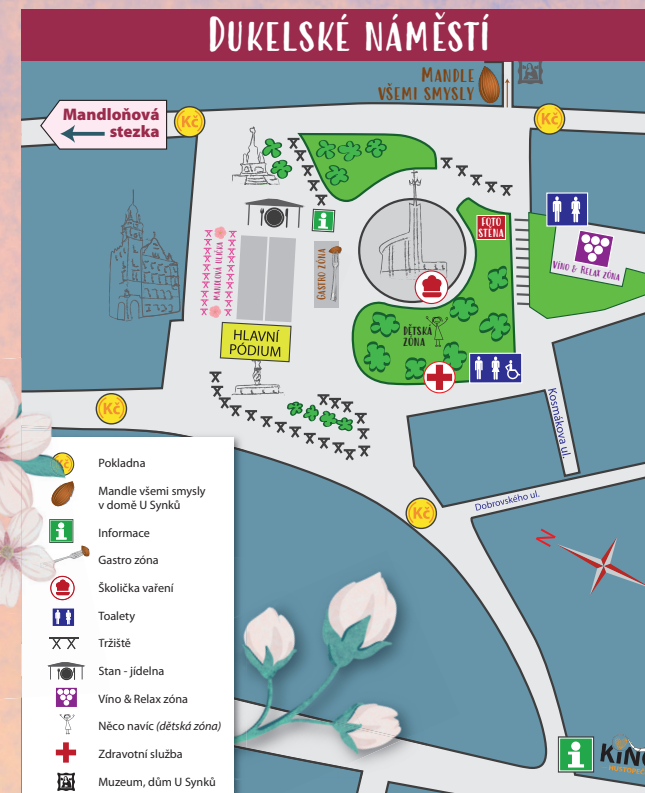 DUKELSKÉ NÁMĚSTÍ
MANDLE
VŠEMI SMYSLY
Mandloňová
stezka
Kč
Kč
FOTO
STĚNA
VÍNO & RELAX ZÓNA
MANDLOVÁ ULIČKA
GASTRO ZÓNA
HLAVNÍ
PÓDIUM
DĚTSKÁ
ZÓNA
Kč
Kosmákova ul.
Dobrovského ul.
Kč
N
Kč
Pokladna
Mandle všemi smysly
v domě U Synků
i
Informace
Gastro zóna
Školička vaření
Toalety
Tržiště
Stan - jídelna
Víno & Relax zóna
Něco navíc (dětská zóna)
Zdravotní služba
Muzeum, dům U Synků
i
i